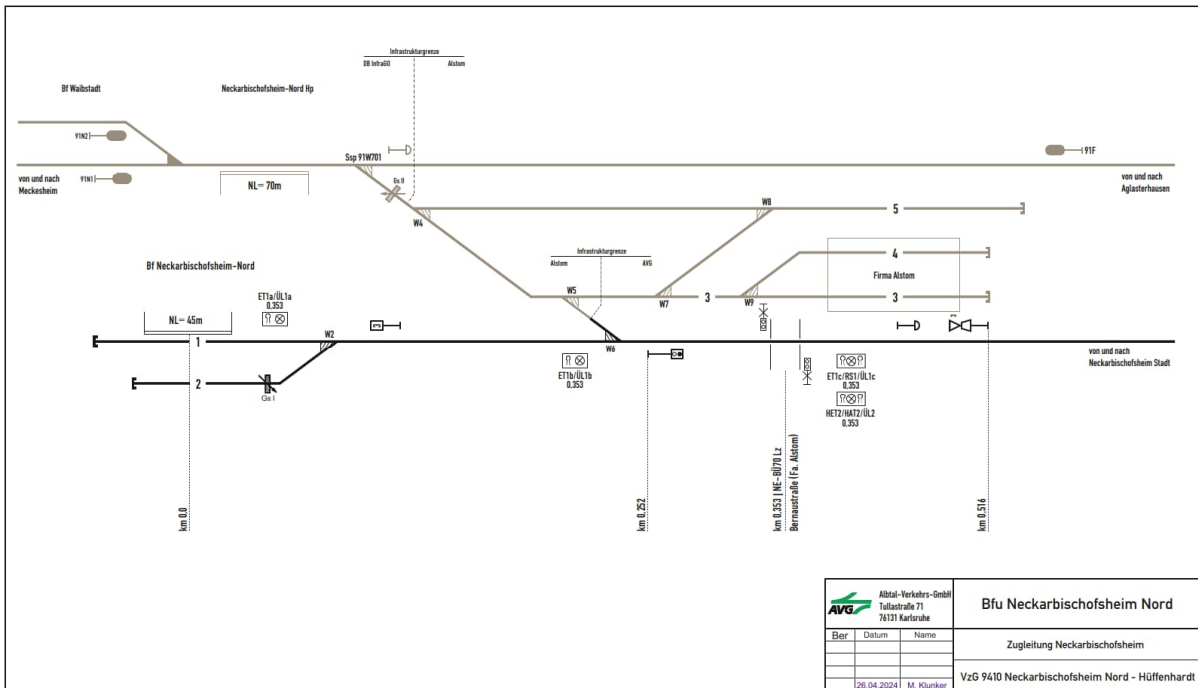 Infrastrukturgrenze
DB InfraGO Alstom
Bf Waibstadt
Neckarbischofsheim-Nord Hp
91N2
91F
Ssp 91W701
von und nach
Meckesheim
91N1
NL= 70m
von und nach
Aglasterhausen
Gs II
W4
W8
5
Infrastrukturgrenze
Alstom AVG
4
Bf Neckarbischofsheim-Nord
Firma Alstom
ET1a/ÜL1a
0,353
W5
W7
3
W9
3
NL= 45m
W2
1
W6
von und nach
Neckarbischofsheim Stadt
2
Gs I
ET1b/ÜL1b
0,353
ET1c/RS1/ÜL1c
0,353
HET2/HAT2/ÜL2
0,353
km 0.0
km 0,252
km 0,353 | NE-BÜ70 Lz
Bernaustraße (Fa. Alstom)
km 0,516
AVG
Albtal-Verkehrs-GmbH
Tullastraße 71
76131 Karlsruhe
Bfu Neckarbischofsheim Nord
Ber Datum Name
Zugleitung Neckarbischofsheim
26.04.2024 M. Klunker
VzG 9410 Neckarbischofsheim Nord - Hüffenhardt